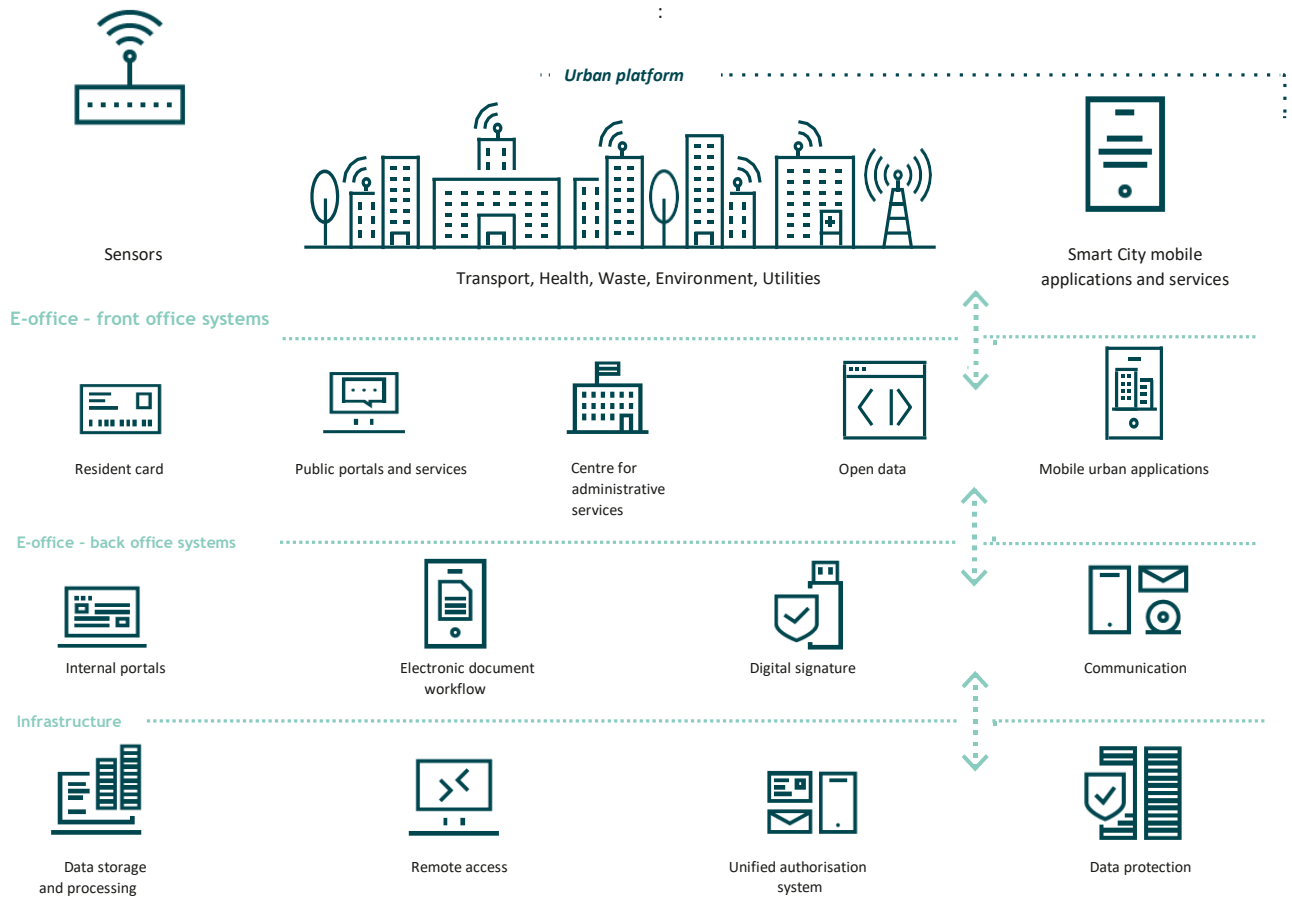 :
Urban platform
Sensors
Transport, Health, Waste, Environment, Utilities
Smart City mobile
applications and services
E-office - front office systems
Resident card
Public portals and services
Centre for
administrative
services
Open data
Mobile urban applications
E-office - back office systems
Internal portals
Electronic document
workflow
Digital signature
Communication
Infrastructure
Data storage
and processing
Remote access
Unified authorisation
system
Data protection